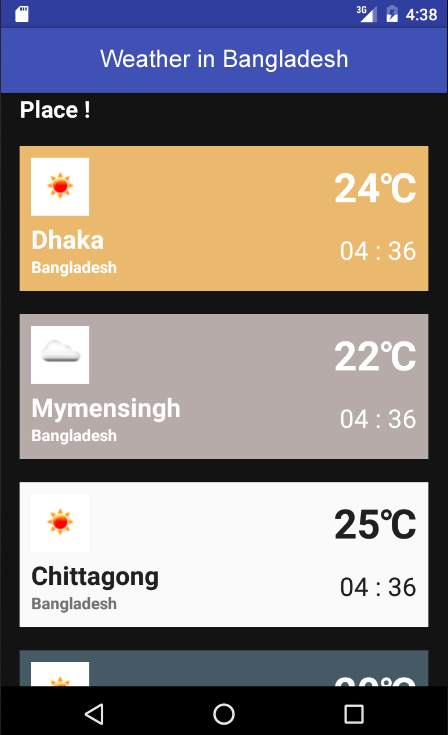 3G 4:38
Weather in Bangladesh
Place !
24℃
Dhaka
04 : 36
Bangladesh
22℃
Mymensingh
04 : 36
Bangladesh
25℃
Chittagong
04 : 36
Bangladesh